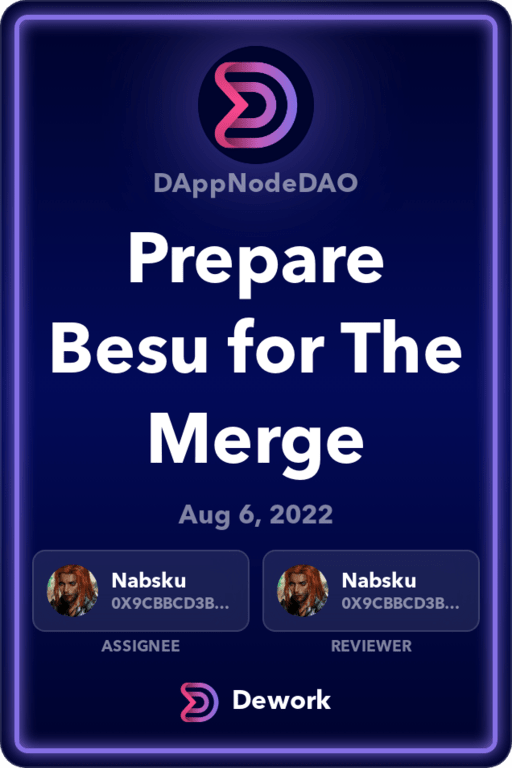 DAppNodeDAO
Prepare
Besu for The
Merge
Aug 6, 2022
Nabsku
0X9CBBCD3B...
ASSIGNEE
Nabsku
0X9CBBCD3B...
REVIEWER
Dework